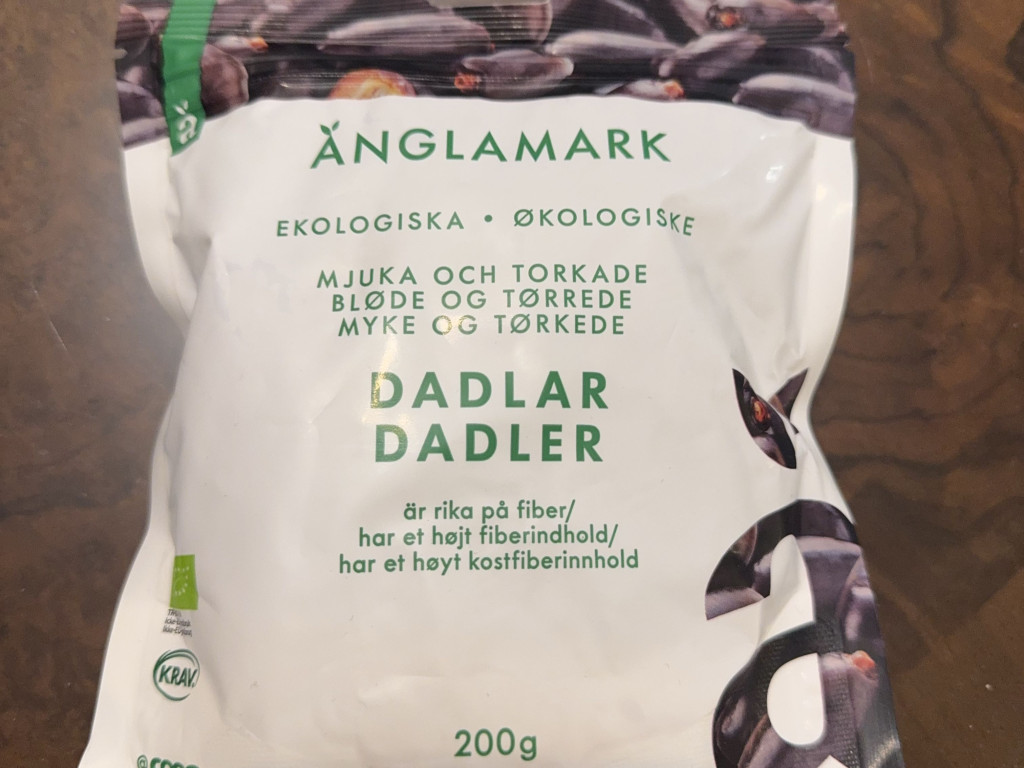 ÄNGLAMARK
EKOLOGISKA • ØKOLOGISKE
MJUKA OCH TORKADE
BLØDE OG TØRREDE
MYKE OG TØRKEDE
DADLAR
DADLER
är rika på fiber/
har et højt fiberindhold/
har et høyt kostfiberinnhold
KRAV
200g